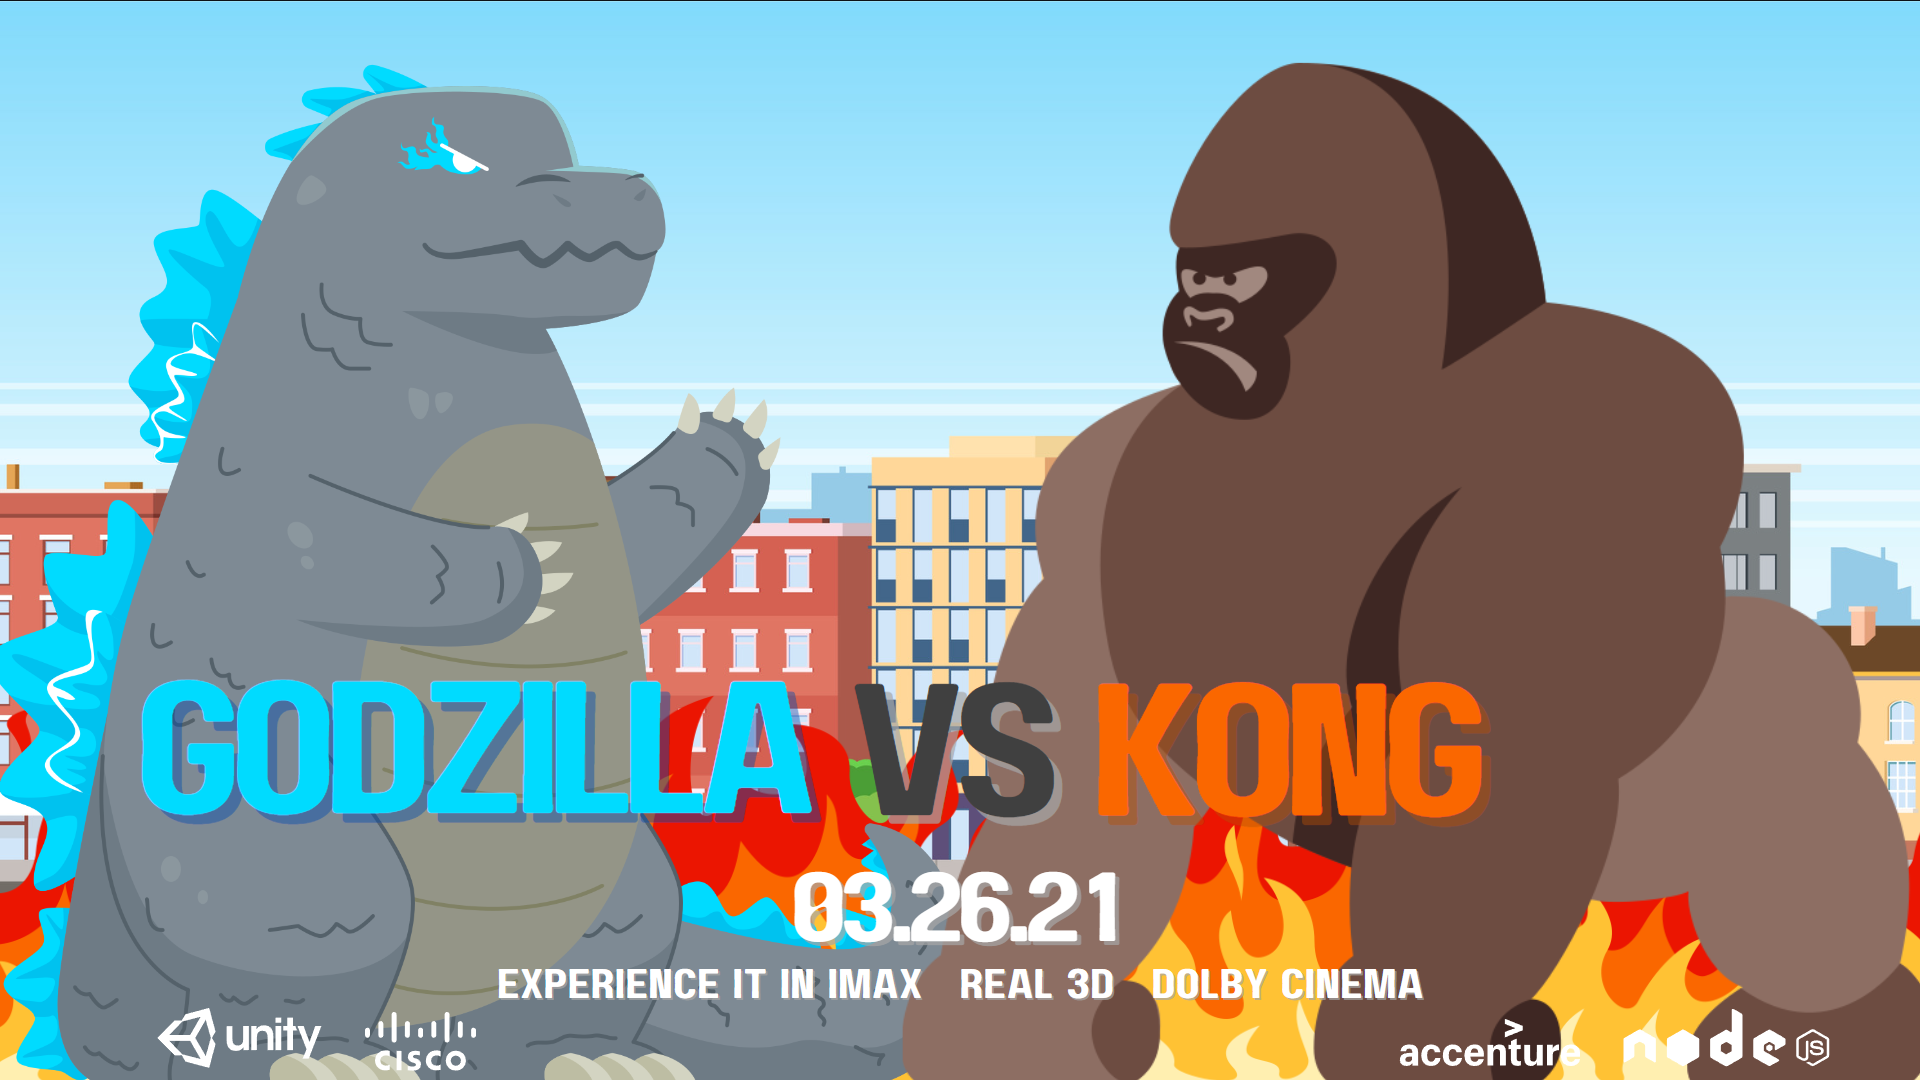 GODZILLA VS KONG
03.26.21
EXPERIENCE IT IN IMAX REAL 3D DOLBY CINEMA
unity CISCO accenture node JS